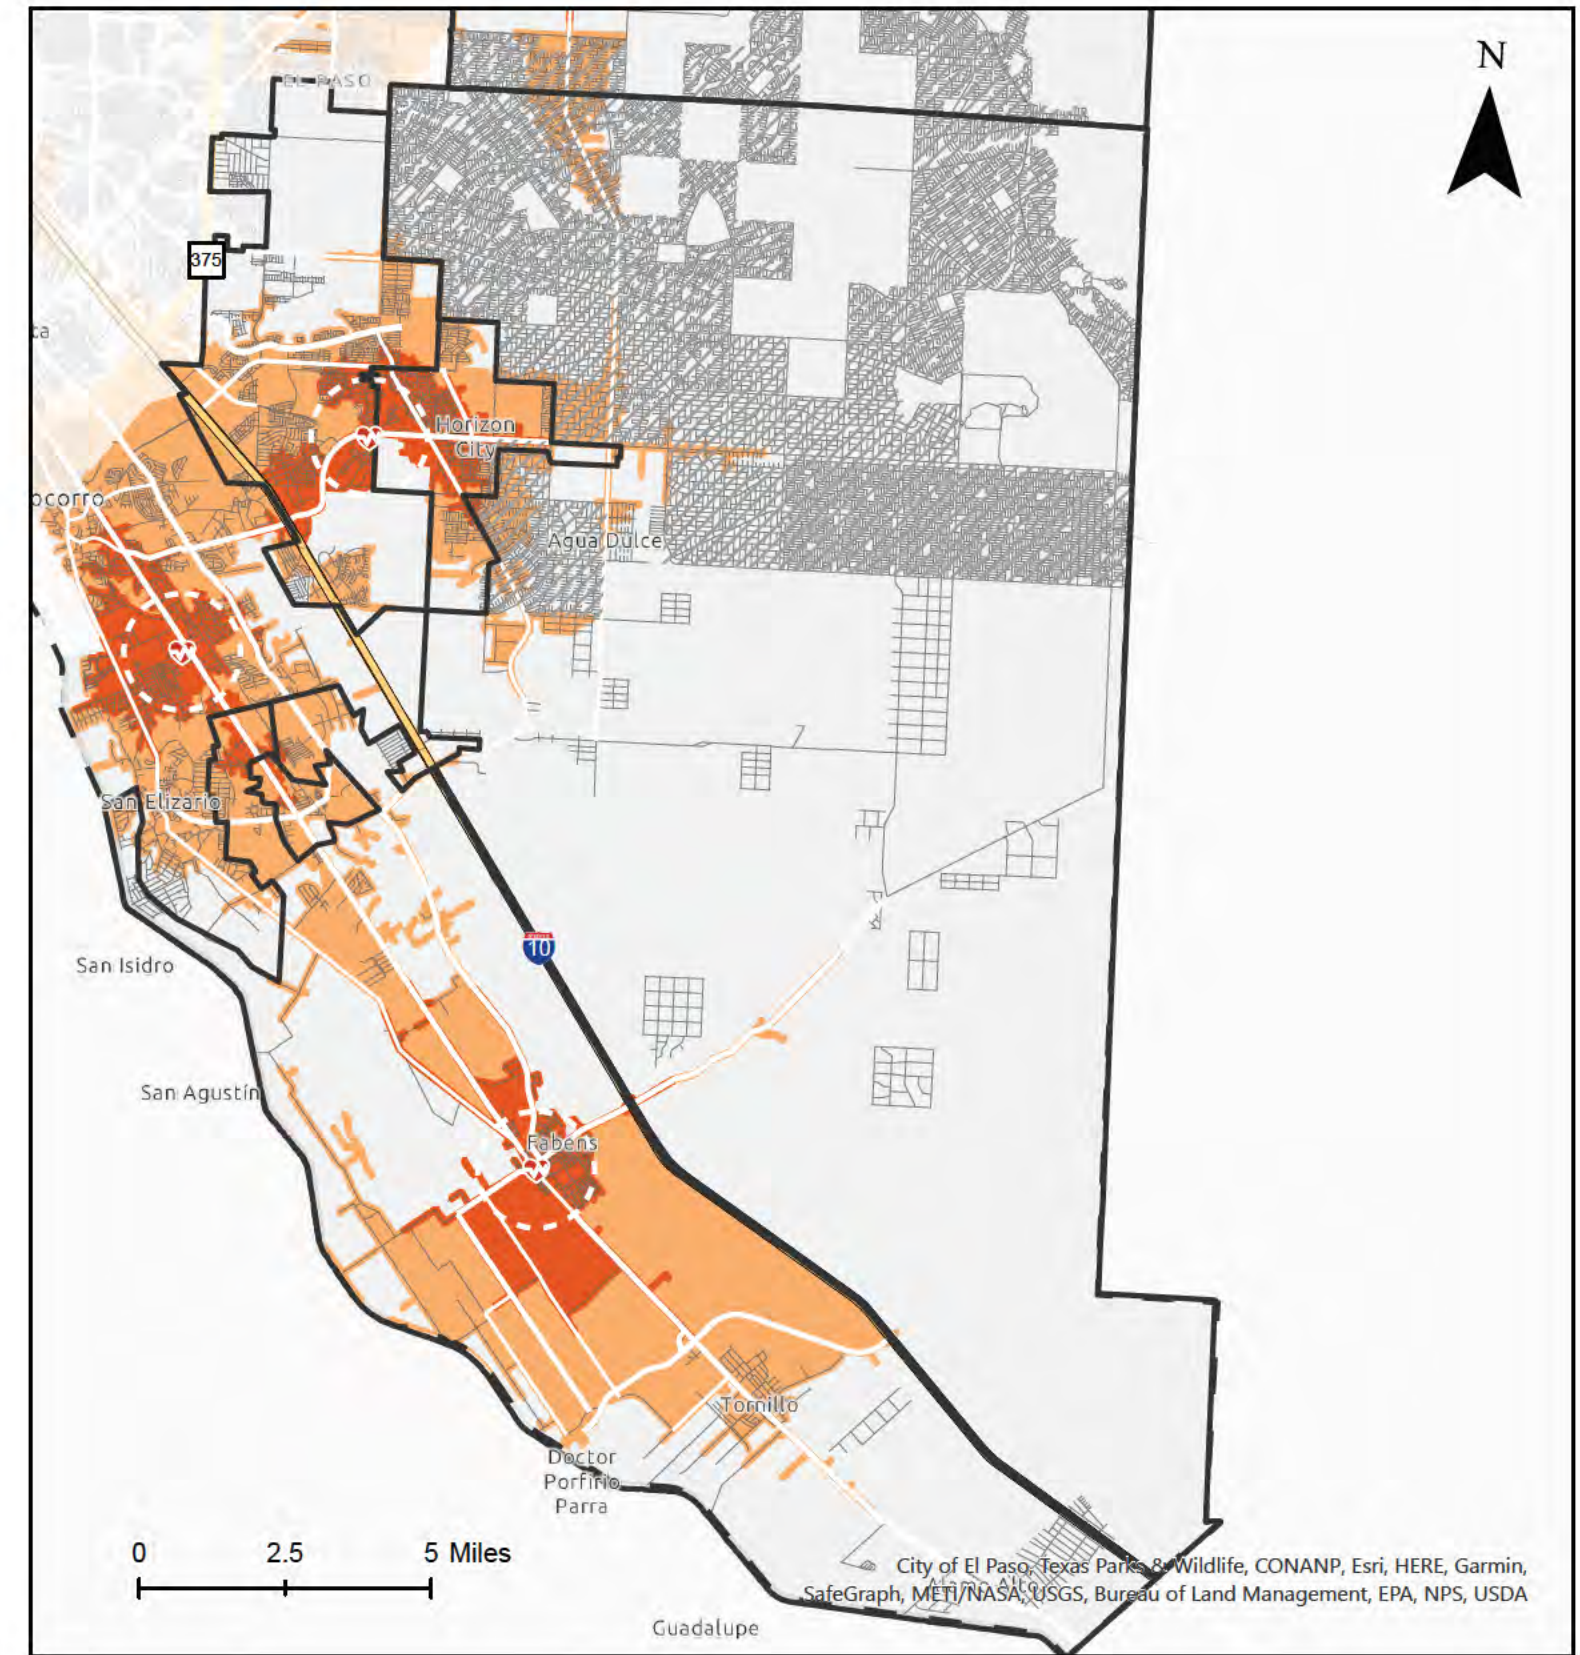 N
EL PASO
375
ta
Horizon
City
ocorro
Agua Dulce
San Elizario
10
San Isidro
San Agustín
Fabens
Tornillo
Doctor
Porfirio
Parra
0 2.5 5 Miles
City of El Paso, Texas Parks & Wildlife, CONANP, Esri, HERE, Garmin,
SafeGraph, METI/NASA, USGS, Bureau of Land Management, EPA, NPS, USDA
Guadalupe